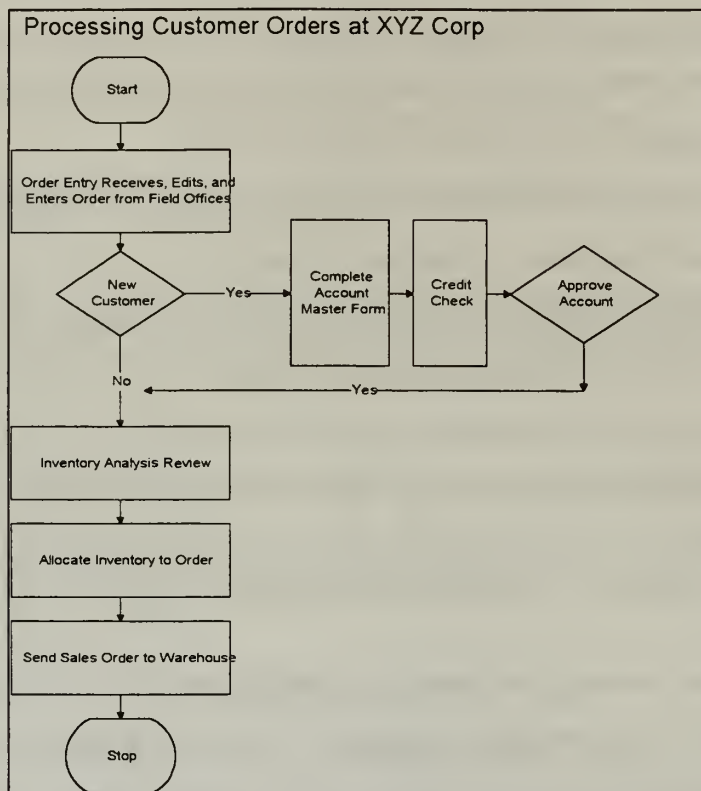 Processing Customer Orders at XYZ Corp
Start
Order Entry Receives, Edits, and
Enters Order from Field Offices
New
Customer
Yes
Complete
Account
Master Form
Credit
Check
Approve
Account
No
Yes
Inventory Analysis Review
Allocate Inventory to Order
Send Sales Order to Warehouse
Stop